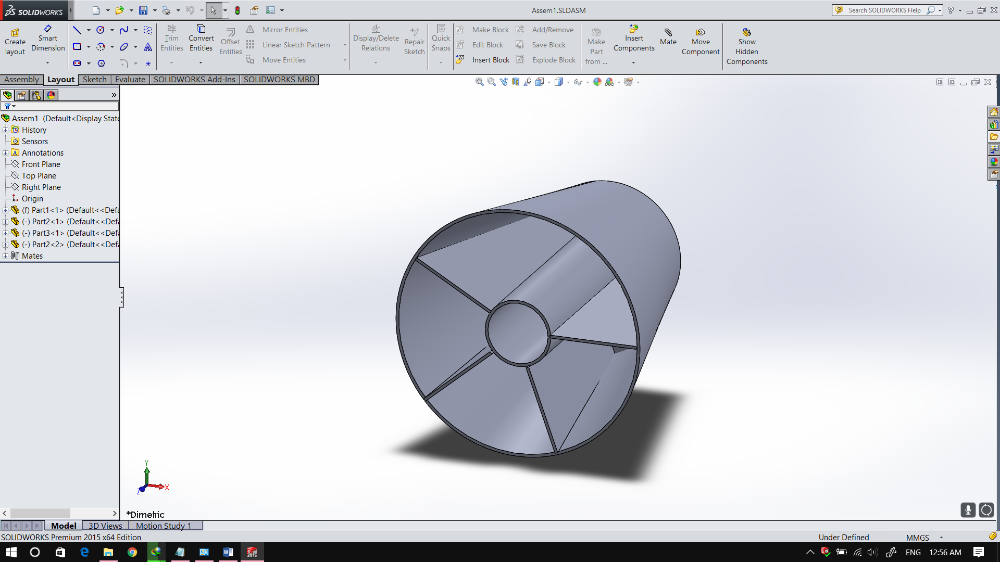 SOLIDWORKS
Assem1.SLDASM
Search SOLIDWORKS Help
Create layout
Smart Dimension
Trim Entities
Convert Entities
Offset Entities
Mirror Entities
Linear Sketch Pattern
Move Entities
Display/Delete Relations
Repair Sketch
Quick Snaps
Make Block
Edit Block
Insert Block
Add/Remove
Save Block
Explode Block
Make Part from ...
Insert Components
Mate
Move Component
Show Hidden Components
Assembly
Layout
Sketch
Evaluate
SOLIDWORKS Add-Ins
SOLIDWORKS MBD
Assem1 (Default<Display State
History
Sensors
Annotations
Front Plane
Top Plane
Right Plane
Origin
(f) Part1<1> (Default<<Defa
(-) Part2<1> (Default<<Defa
(-) Part3<1> (Default<<Defa
(-) Part2<2> (Default<<Defa
Mates
Y
X
Z
*Dimetric
Model
3D Views
Motion Study 1
SOLIDWORKS Premium 2015 x64 Edition
Under Defined
MMGS
ENG
12:56 AM